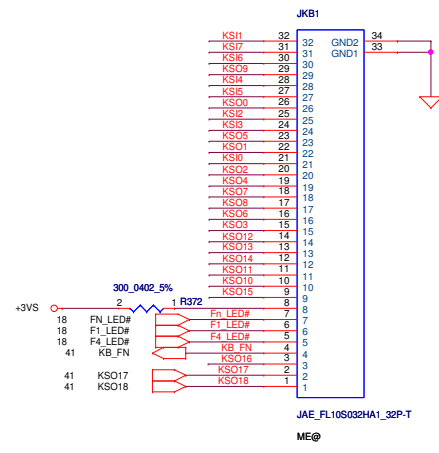 JKB1
KSI1 32 32 GND2 34
KSI7 31 31 GND1 33
KSI6 30 30
KSO9 29 29
KSI4 28 28
KSI5 27 27
KSO0 26 26
KSI2 25 25
KSI3 24 24
KSO5 23 23
KSO1 22 22
KSI0 21 21
KSO2 20 20
KSO4 19 19
KSO7 18 18
KSO8 17 17
KSO6 16 16
KSO3 15 15
KSO12 14 14
KSO13 13 13
KSO14 12 12
KSO11 11 11
KSO10 10 10
KSO15 9 9
300_0402_5%
+3VS 2 1 R372 8 8
18 FN_LED# Fn_LED# 7 7
18 F1_LED# F1_LED# 6 6
18 F4_LED# F4_LED# 5 5
41 KB_FN KB_FN 4 4
KSO16 3 3
41 KSO17 KSO17 2 2
41 KSO18 KSO18 1 1
JAE_FL10S032HA1_32P-T
ME@